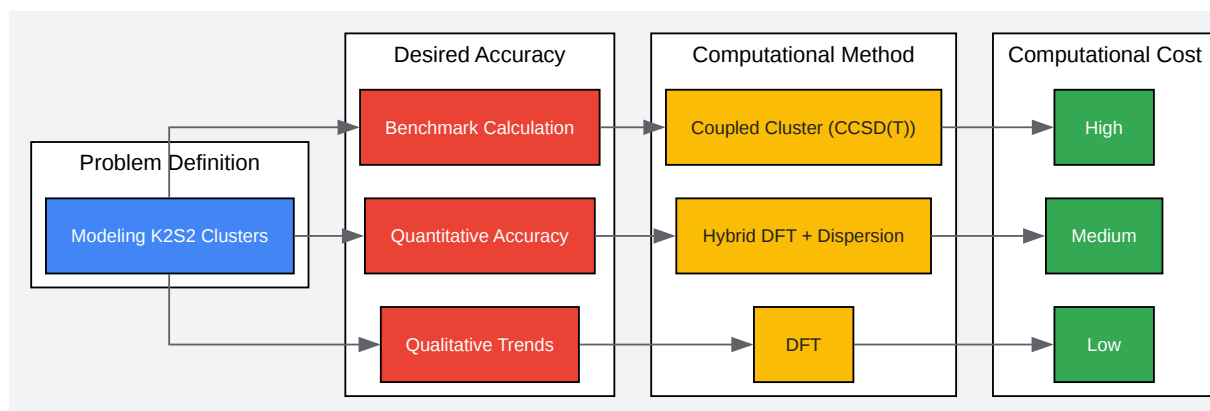 Desired Accuracy
Computational Method
Computational Cost
Benchmark Calculation
Coupled Cluster (CCSD(T))
High
Problem Definition
Modeling K2S2 Clusters
Quantitative Accuracy
Hybrid DFT + Dispersion
Medium
Qualitative Trends
DFT
Low